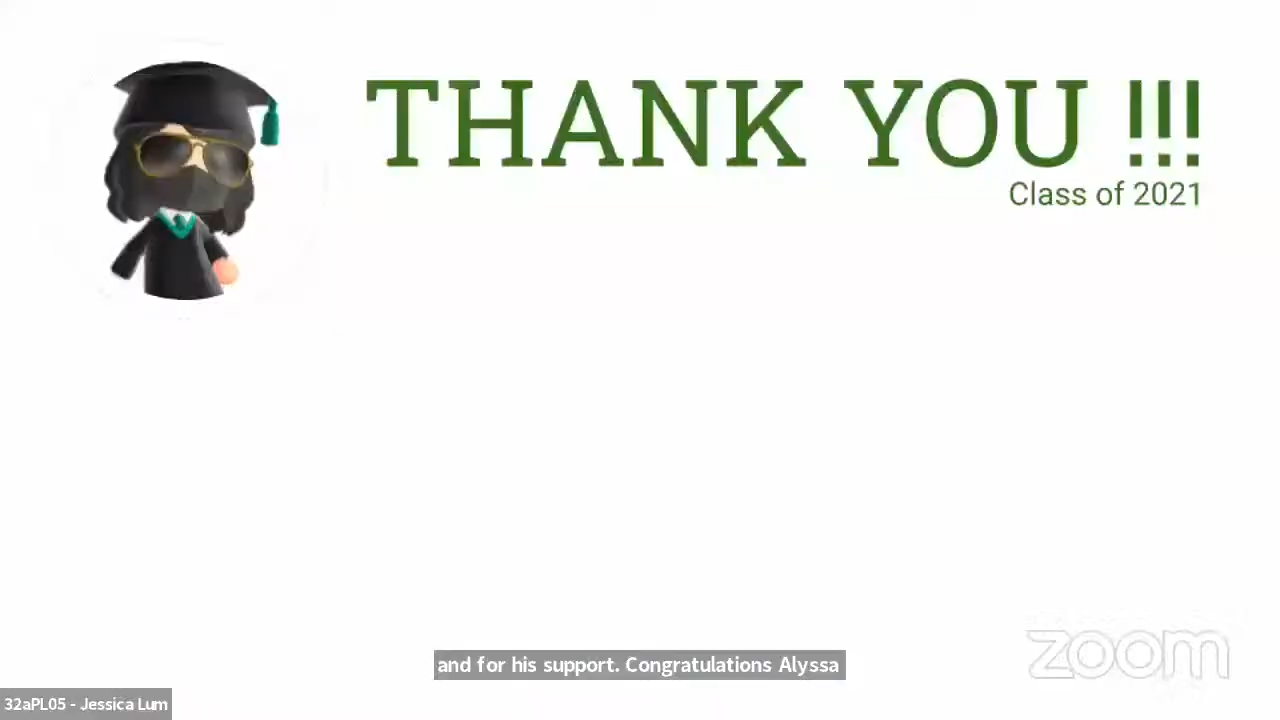 THANK YOU !!!
Class of 2021
zoom
and for his support. Congratulations Alyssa
32aPL05 - Jessica Lum